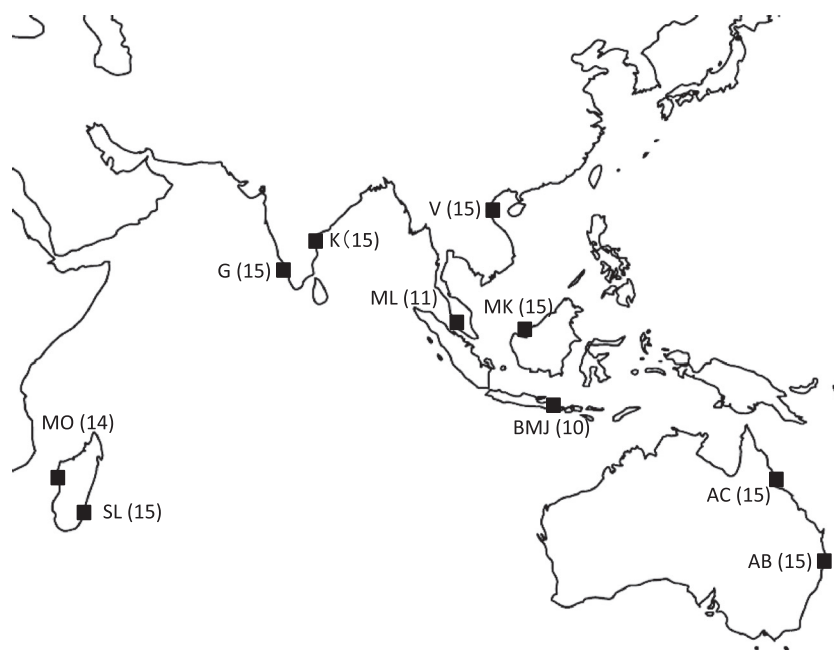 V (15)
K (15)
G (15)
ML (11)
MK (15)
BMJ (10)
MO (14)
SL (15)
AC (15)
AB (15)